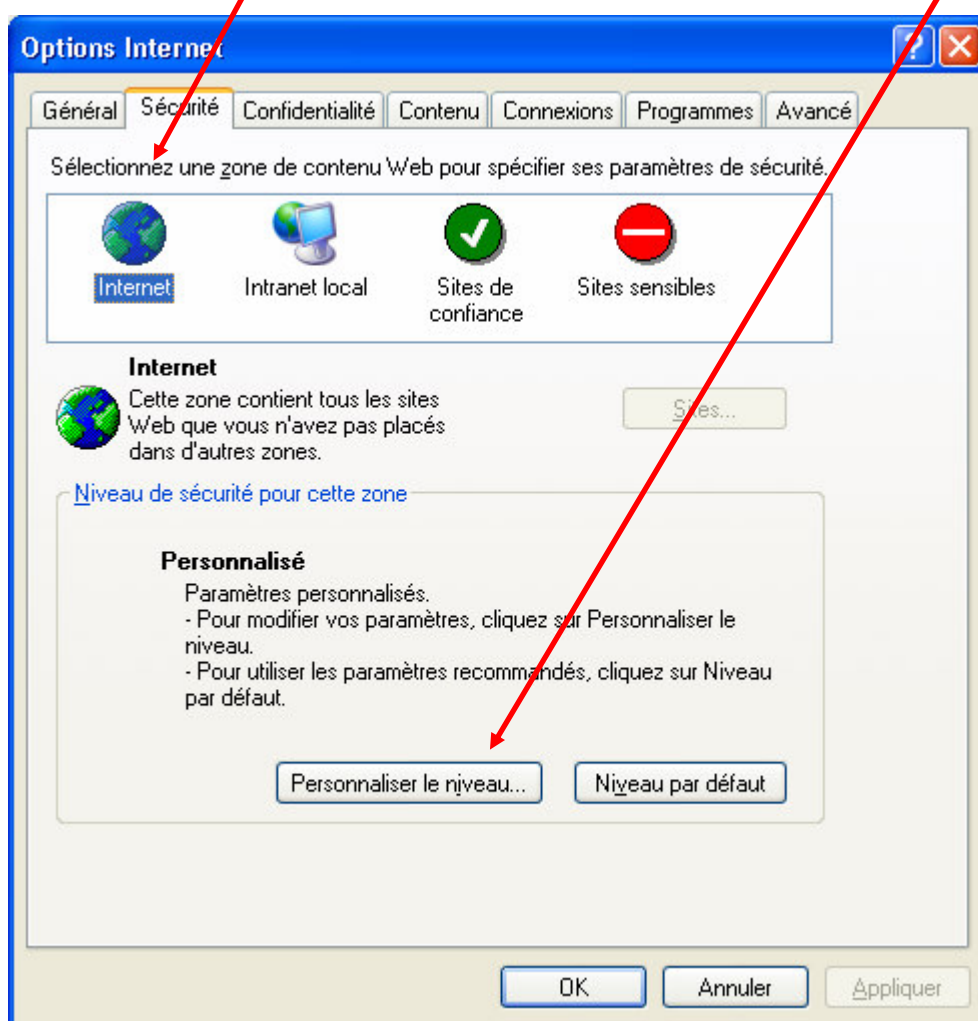 Options Internet
Général Sécurité Confidentialité Contenu Connexions Programmes Avancé
Sélectionnez une zone de contenu Web pour spécifier ses paramètres de sécurité.
Internet Intranet local Sites de confiance Sites sensibles
Internet
Cette zone contient tous les sites
Web que vous n'avez pas placés
dans d'autres zones.
Sites...
Niveau de sécurité pour cette zone
Personnalisé
Paramètres personnalisés.
- Pour modifier vos paramètres, cliquez sur Personnaliser le
niveau.
- Pour utiliser les paramètres recommandés, cliquez sur Niveau
par défaut.
Personnaliser le niveau... Niveau par défaut
OK Annuler Appliquer